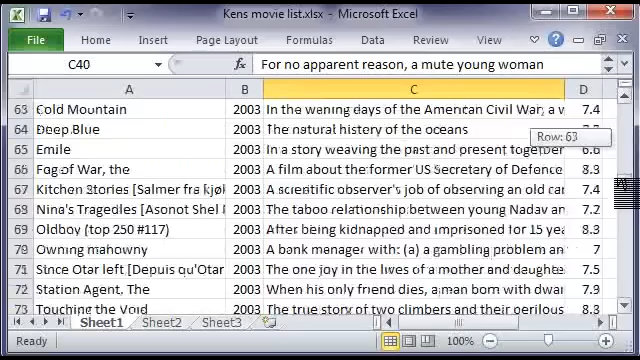 Kens movie list.xlsx - Microsoft Excel
File Home Insert Page Layout Formulas Data Review View
C40 fx For no apparent reason, a mute young woman
A B C D
63 Cold Mountain 2003 In the waning days of the American Civil War, a w 7.4
64 Deep Blue 2003 The natural history of the oceans
Row: 63
65 Emile 2003 In a story weaving the past and present together 6.6
66 Fog of War, the 2003 A film about the former US Secretary of Defence 8.3
67 Kitchen Stories [Salmer fra kjøk 2003 A scientific observer's job of observing an old can 7.4
68 Nina's Tragedies [Asonot Shel N 2003 The taboo relationship between young Nadav an 7.2
69 Oldboy (top 250 #117) 2003 After being kidnapped and imprisoned for 15 yea 8.3
70 Owning mahowny 2003 A bank manager with: (a) a gambling problem an 7
71 Since Otar left [Depuis qu'Otar 2003 The one joy in the lives of a mother and daughte 7.5
72 Station Agent, The 2003 When his only friend dies, a man born with dwar 7.9
73 Touching the Void 2003 The true story of two climbers and their perilous 8.3
Sheet1 Sheet2 Sheet3
Ready 100%